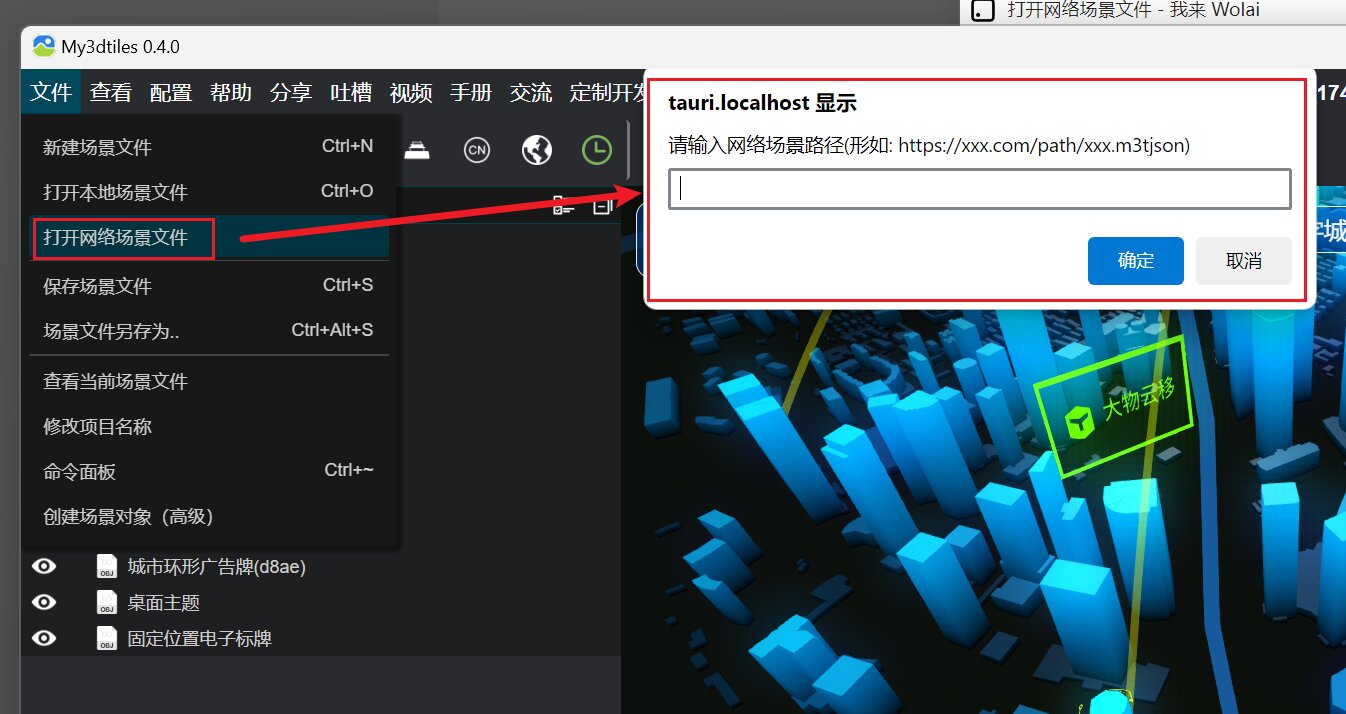 打开网络场景文件 - 我来 Wolai
My3dtiles 0.4.0
文件 查看 配置 帮助 分享 吐槽 视频 手册 交流 定制开发
174
tauri.localhost 显示
请输入网络场景路径(形如: https://xxx.com/path/xxx.m3tjson)
确定 取消
新建场景文件 Ctrl+N
打开本地场景文件 Ctrl+O
打开网络场景文件
保存场景文件 Ctrl+S
场景文件另存为.. Ctrl+Alt+S
查看当前场景文件
修改项目名称
命令面板 Ctrl+~
创建场景对象（高级）
CN
字城
大物云移
OBJ 城市环形广告牌(d8ae)
OBJ 桌面主题
OBJ 固定位置电子标牌